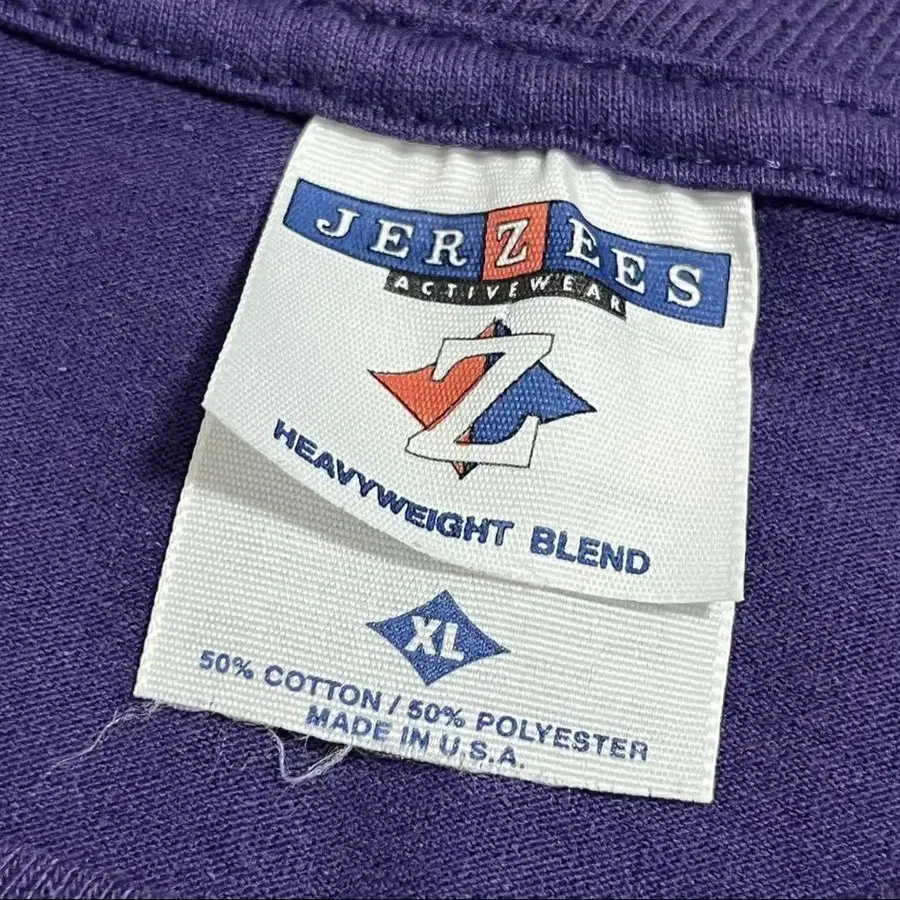 JERZEES
ACTIVEWEAR
Z
HEAVYWEIGHT BLEND
XL
50% COTTON / 50% POLYESTER
MADE IN U.S.A.